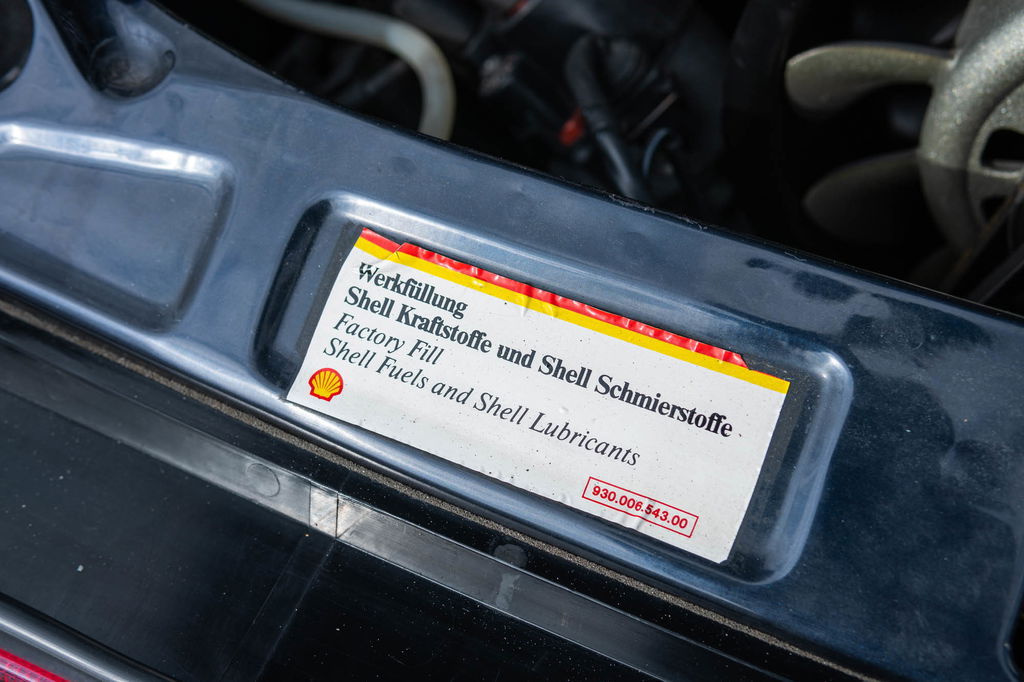 Werkfüllung
Shell Kraftstoffe und Shell Schmierstoffe
Factory Fill
Shell Fuels and Shell Lubricants
930.006.543.00